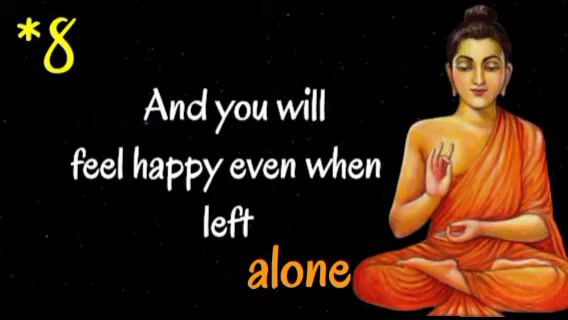 *8
And you will
feel happy even when
left
alone